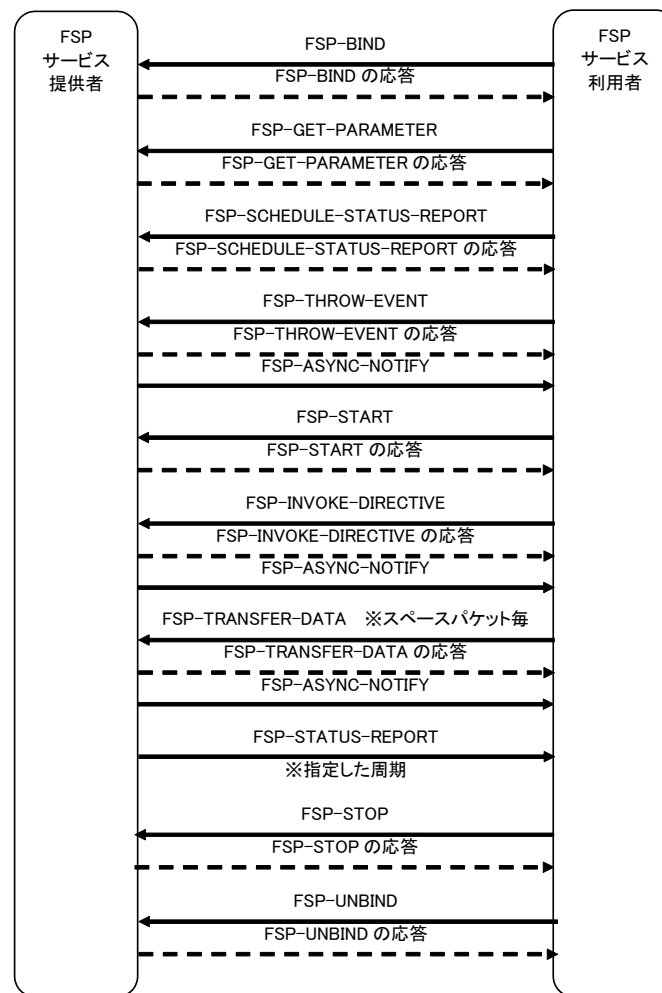 FSP
サービス
提供者
FSP
サービス
利用者
FSP-BIND
FSP-BIND の応答
FSP-GET-PARAMETER
FSP-GET-PARAMETER の応答
FSP-SCHEDULE-STATUS-REPORT
FSP-SCHEDULE-STATUS-REPORT の応答
FSP-THROW-EVENT
FSP-THROW-EVENT の応答
FSP-ASYNC-NOTIFY
FSP-START
FSP-START の応答
FSP-INVOKE-DIRECTIVE
FSP-INVOKE-DIRECTIVE の応答
FSP-ASYNC-NOTIFY
FSP-TRANSFER-DATA ※スペースパケット毎
FSP-TRANSFER-DATA の応答
FSP-ASYNC-NOTIFY
FSP-STATUS-REPORT
※指定した周期
FSP-STOP
FSP-STOP の応答
FSP-UNBIND
FSP-UNBIND の応答